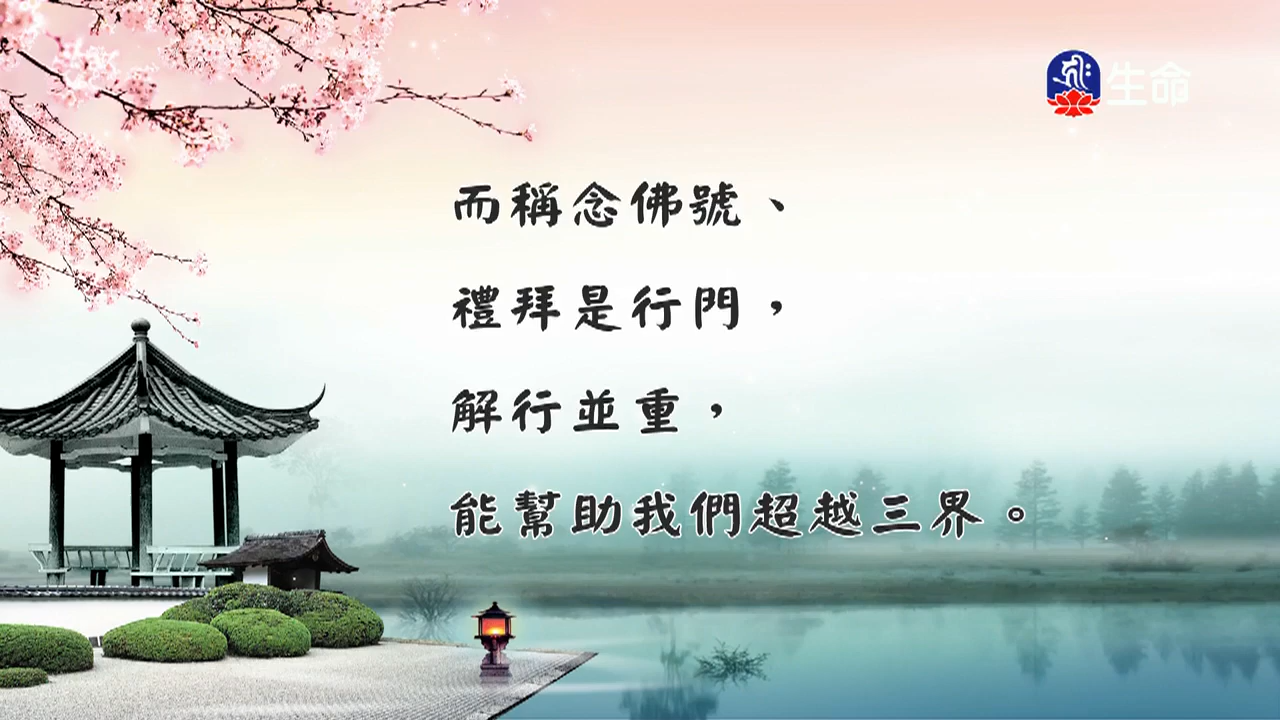 生命
而稱念佛號、
禮拜是行門，
解行並重，
能幫助我們超越三界。